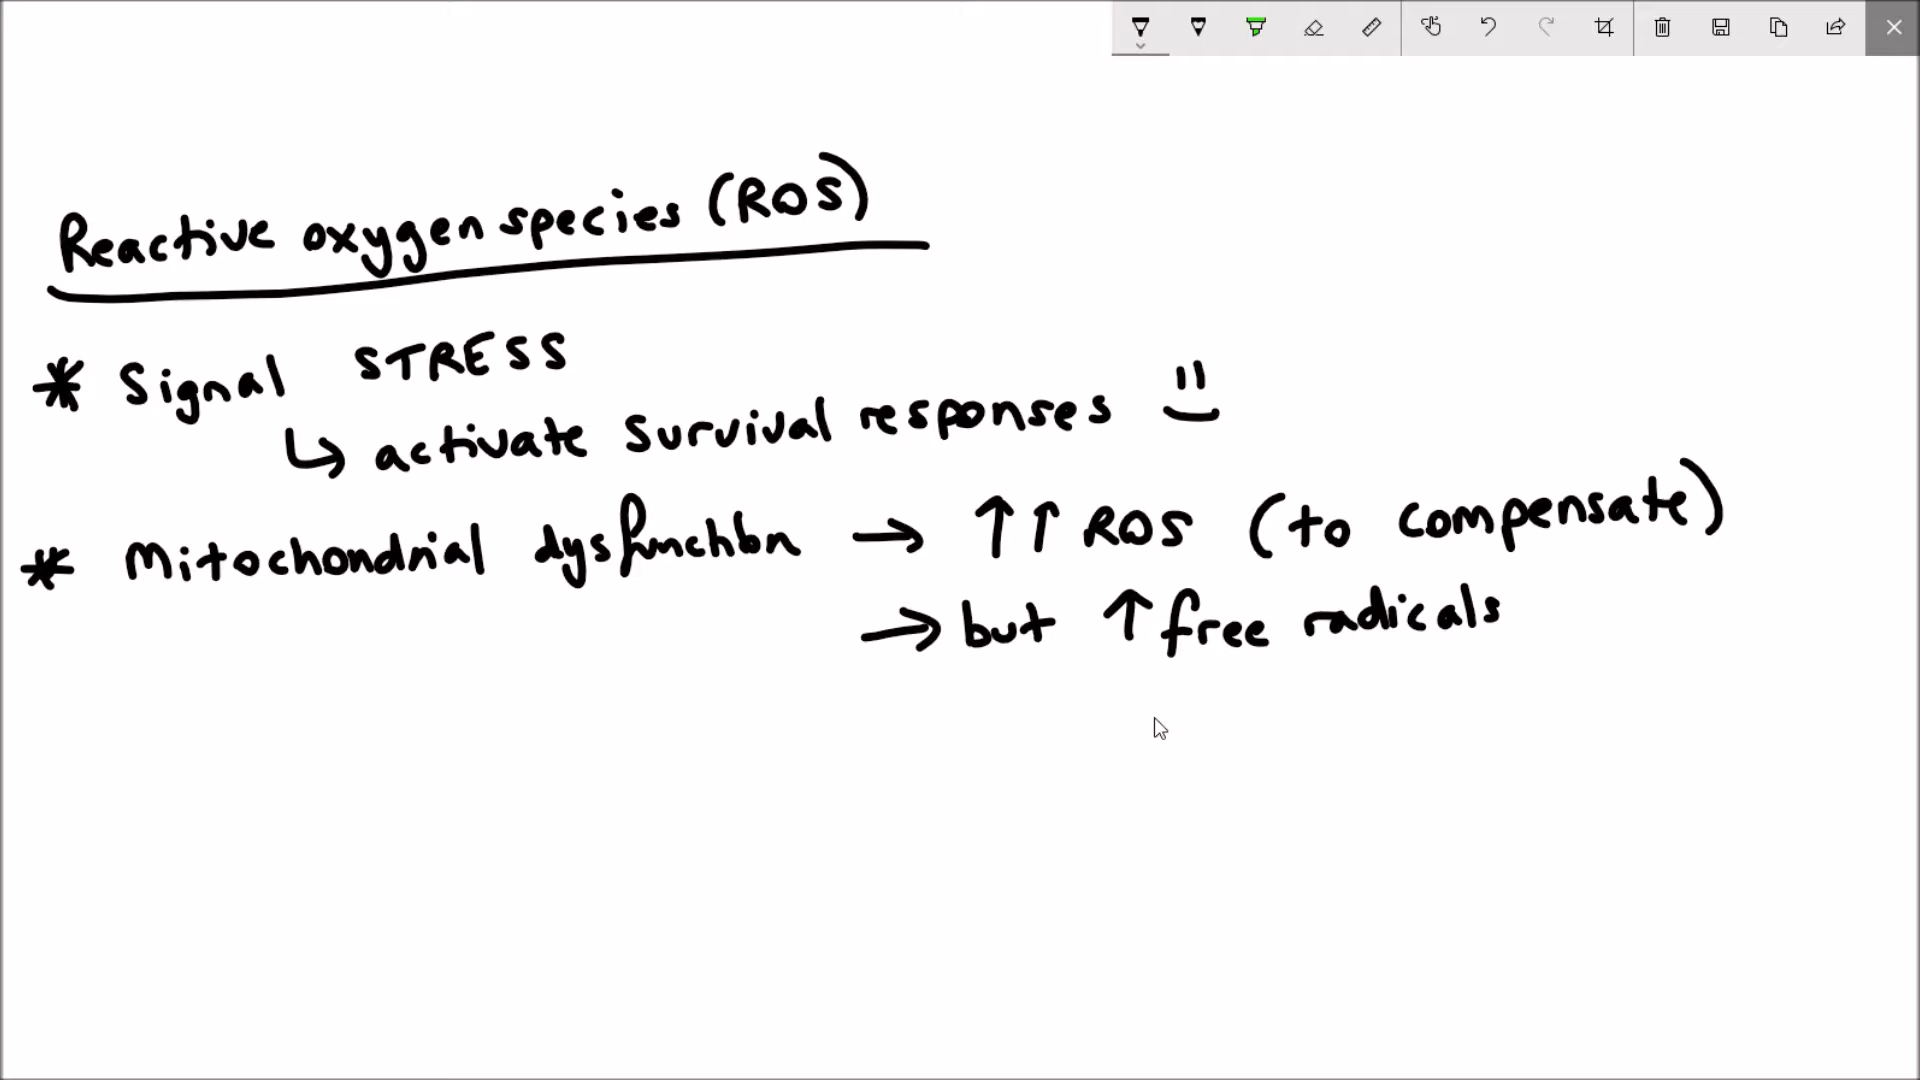 Reactive oxygen species (ROS)
* Signal STRESS
↳ activate survival responses
* Mitochondrial dysfunction → ↑↑ ROS (to compensate)
→ but ↑ free radicals